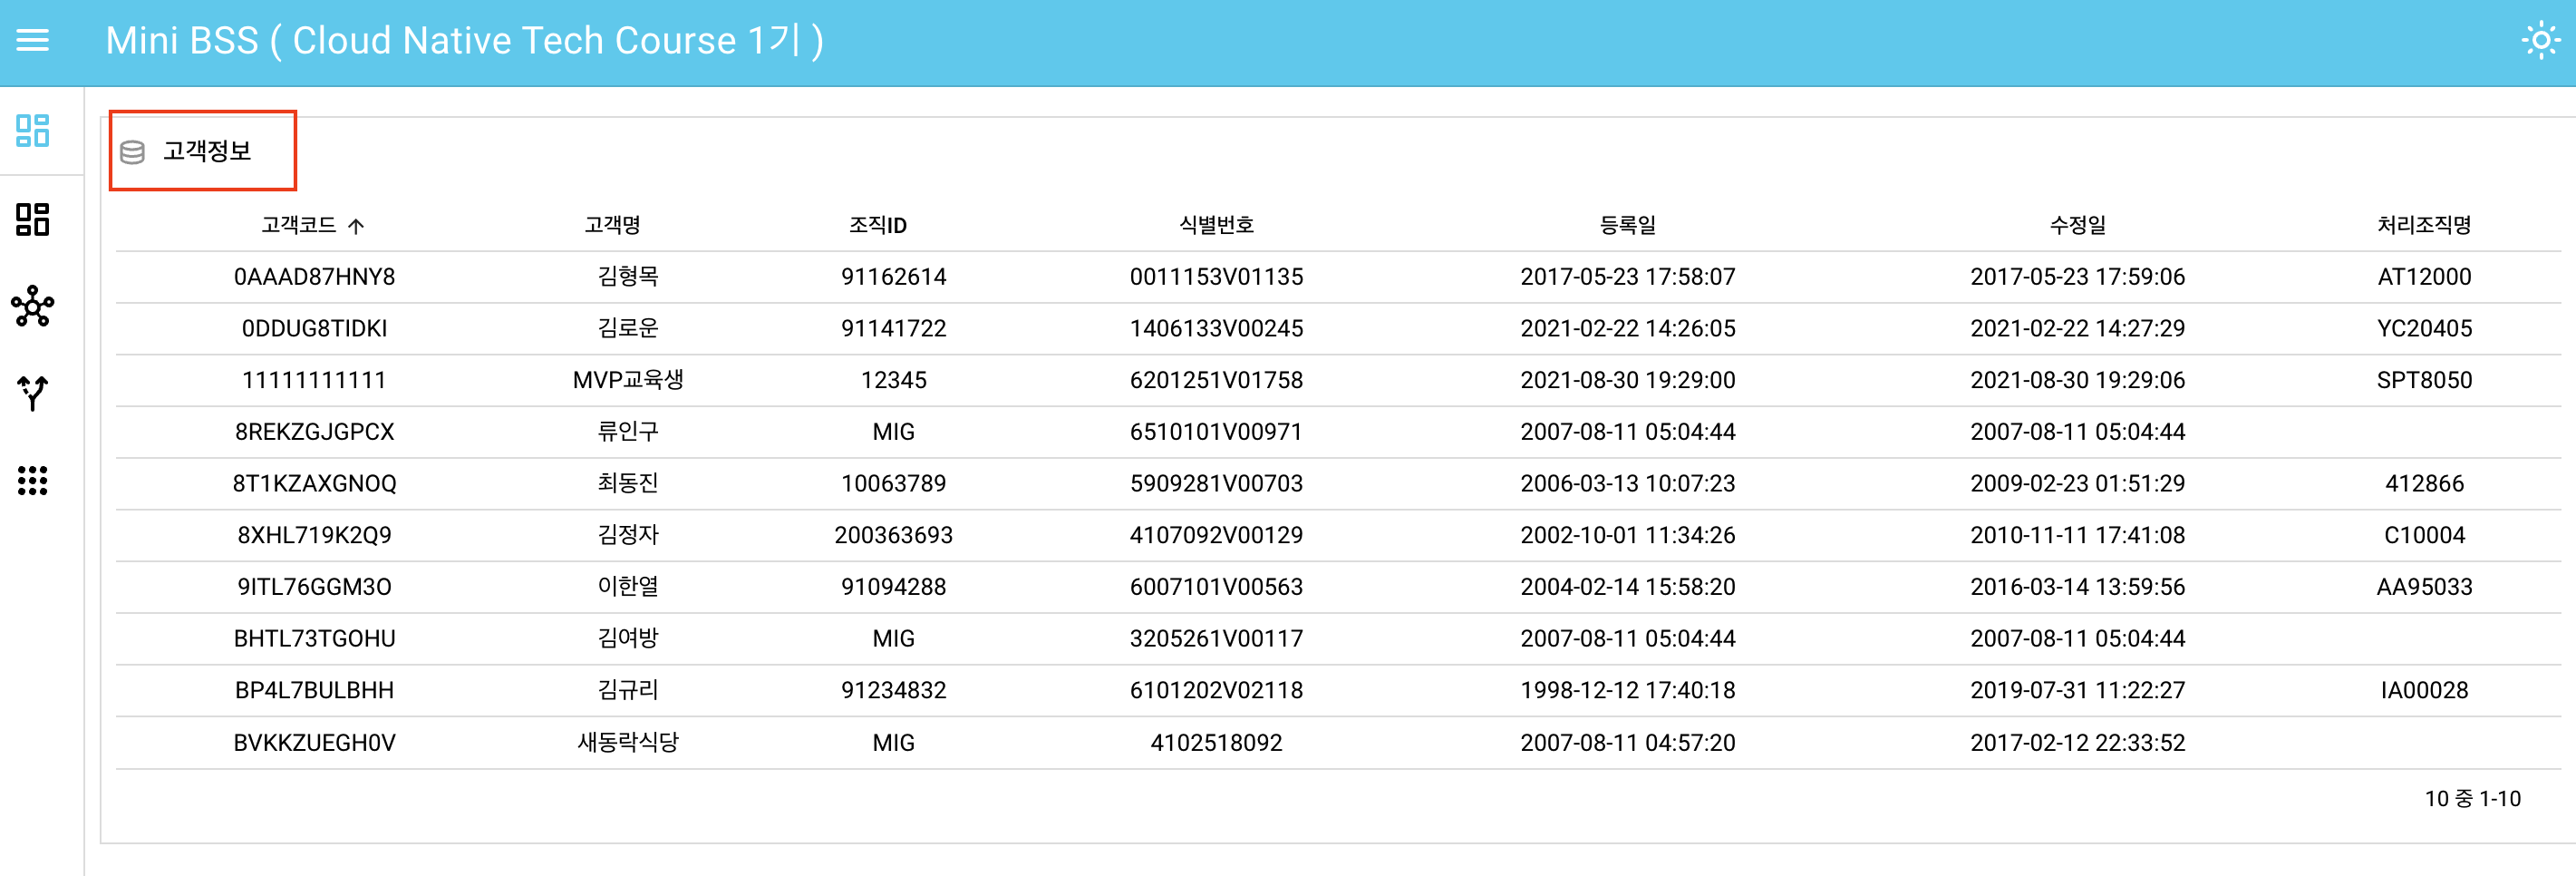 Mini BSS ( Cloud Native Tech Course 1기 )
고객정보
고객코드 고객명 조직ID 식별번호 등록일 수정일 처리조직명
0AAAD87HNY8 김형목 91162614 0011153V01135 2017-05-23 17:58:07 2017-05-23 17:59:06 AT12000
0DDUG8TIDKI 김로운 91141722 1406133V00245 2021-02-22 14:26:05 2021-02-22 14:27:29 YC20405
11111111111 MVP교육생 12345 6201251V01758 2021-08-30 19:29:00 2021-08-30 19:29:06 SPT8050
8REKZGJGPCX 류인구 MIG 6510101V00971 2007-08-11 05:04:44 2007-08-11 05:04:44
8T1KZAXGNOQ 최동진 10063789 5909281V00703 2006-03-13 10:07:23 2009-02-23 01:51:29 412866
8XHL719K2Q9 김정자 200363693 4107092V00129 2002-10-01 11:34:26 2010-11-11 17:41:08 C10004
9ITL76GGM3O 이한열 91094288 6007101V00563 2004-02-14 15:58:20 2016-03-14 13:59:56 AA95033
BHTL73TGOHU 김여방 MIG 3205261V00117 2007-08-11 05:04:44 2007-08-11 05:04:44
BP4L7BULBHH 김규리 91234832 6101202V02118 1998-12-12 17:40:18 2019-07-31 11:22:27 IA00028
BVKKZUEGH0V 새동락식당 MIG 4102518092 2007-08-11 04:57:20 2017-02-12 22:33:52
10 중 1-10